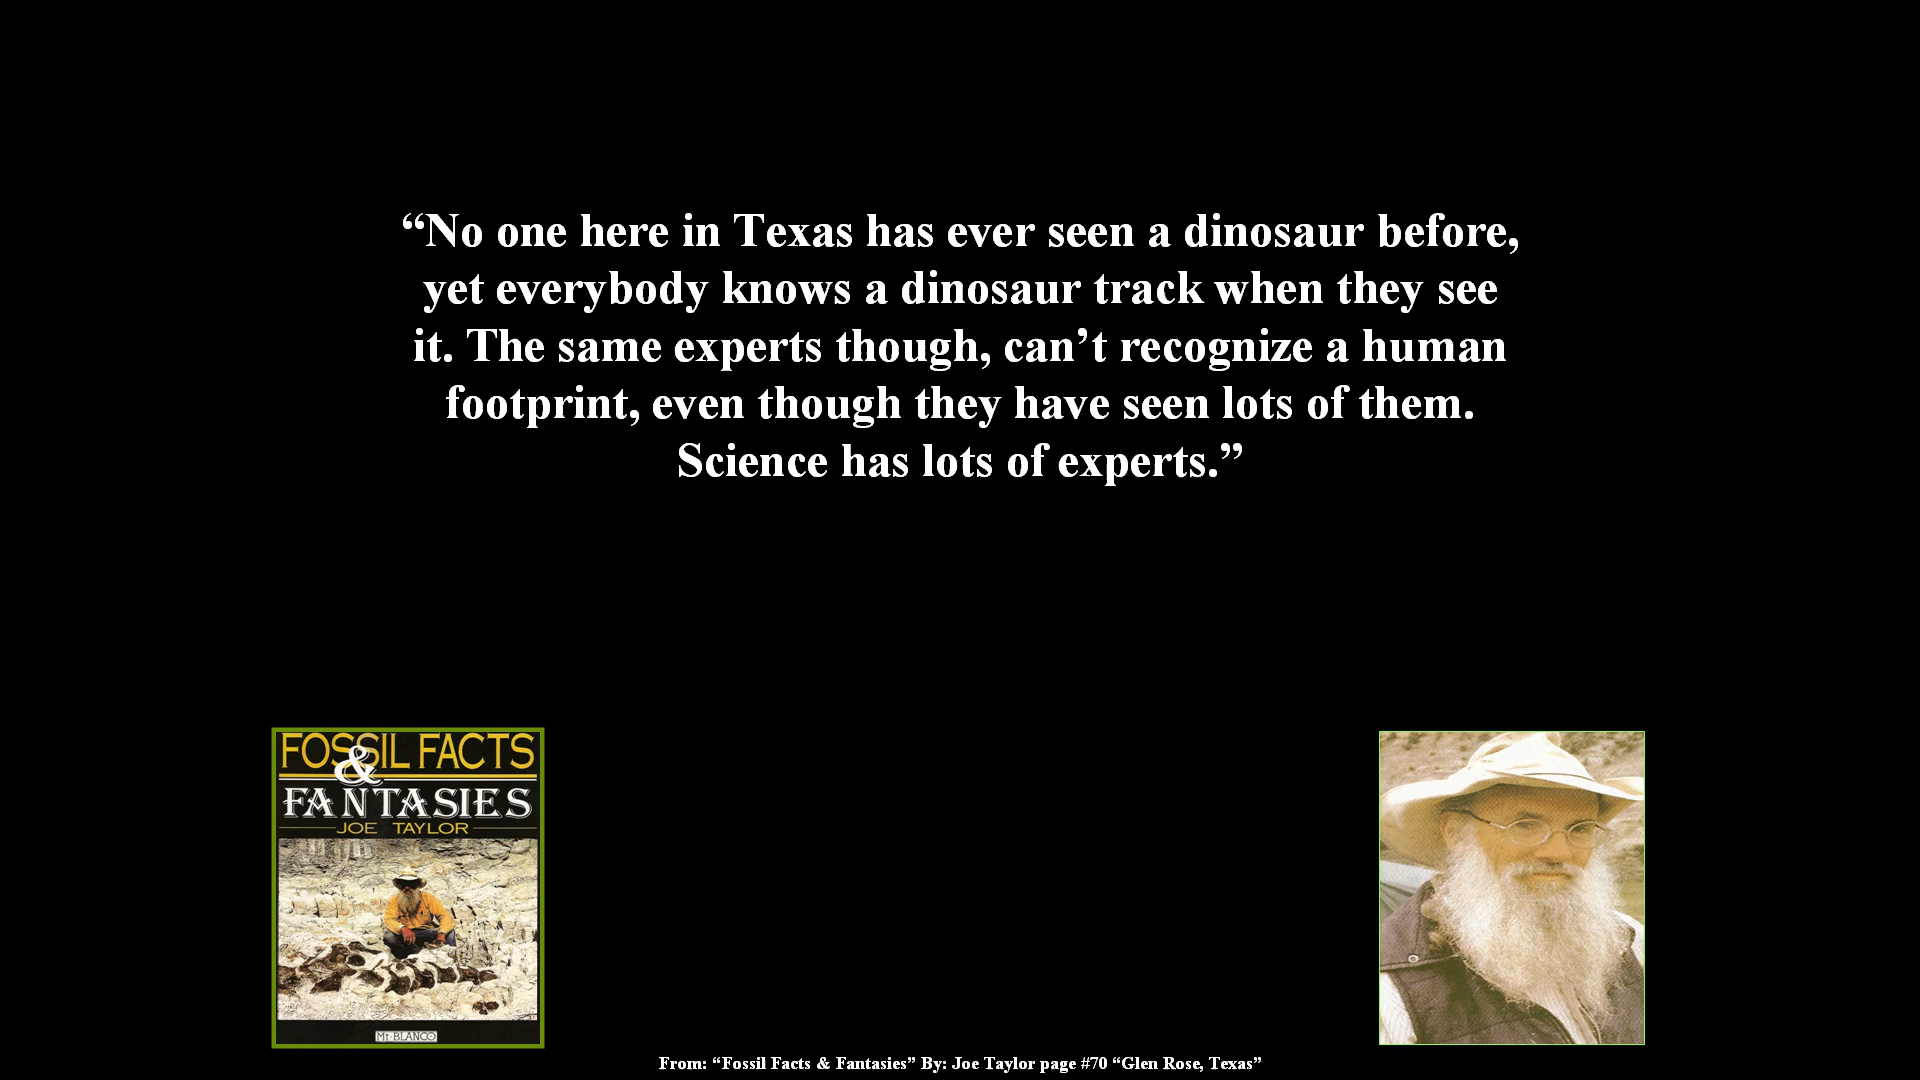 “No one here in Texas has ever seen a dinosaur before,
yet everybody knows a dinosaur track when they see
it. The same experts though, can’t recognize a human
footprint, even though they have seen lots of them.
Science has lots of experts.”
FOSSIL FACTS
&
FANTASIES
JOE TAYLOR
Mt. BLANCO
From: “Fossil Facts & Fantasies” By: Joe Taylor page #70 “Glen Rose, Texas”